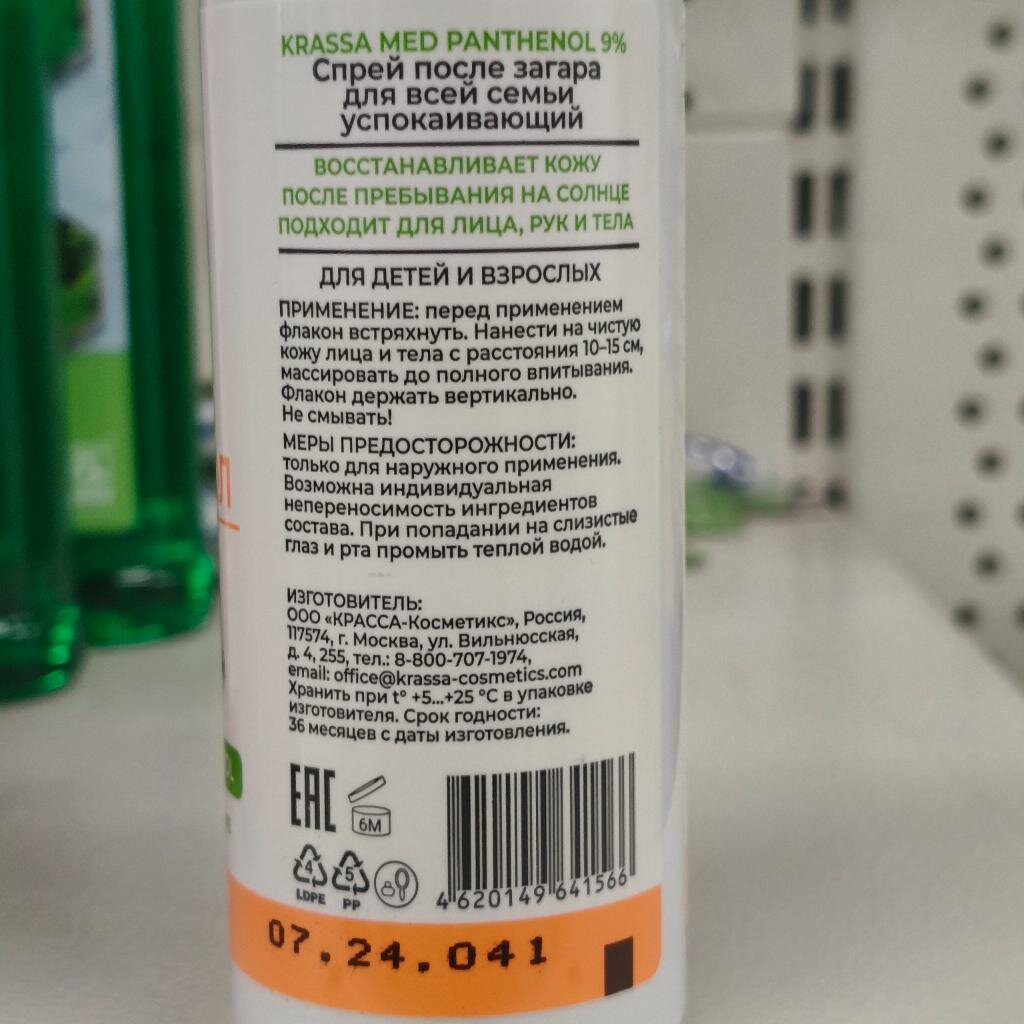 KRASSA MED PANTHENOL 9%
Спрей после загара
для всей семьи
успокаивающий
ВОССТАНАВЛИВАЕТ КОЖУ
ПОСЛЕ ПРЕБЫВАНИЯ НА СОЛНЦЕ
ПОДХОДИТ ДЛЯ ЛИЦА, РУК И ТЕЛА
ДЛЯ ДЕТЕЙ И ВЗРОСЛЫХ
ПРИМЕНЕНИЕ: перед применением
флакон встряхнуть. Нанести на чистую
кожу лица и тела с расстояния 10–15 см,
массировать до полного впитывания.
Флакон держать вертикально.
Не смывать!
МЕРЫ ПРЕДОСТОРОЖНОСТИ:
только для наружного применения.
Возможна индивидуальная
непереносимость ингредиентов
состава. При попадании на слизистые
глаз и рта промыть теплой водой.
ИЗГОТОВИТЕЛЬ:
ООО «КРАССА-Косметикс», Россия,
117574, г. Москва, ул. Вильнюсская,
д. 4, 255, тел.: 8-800-707-1974,
email: office@krassa-cosmetics.com
Хранить при t° +5...+25 °C в упаковке
изготовителя. Срок годности:
36 месяцев с даты изготовления.
EAC
6M
4 5
LDPE PP
4 620149 641566
07.24.041